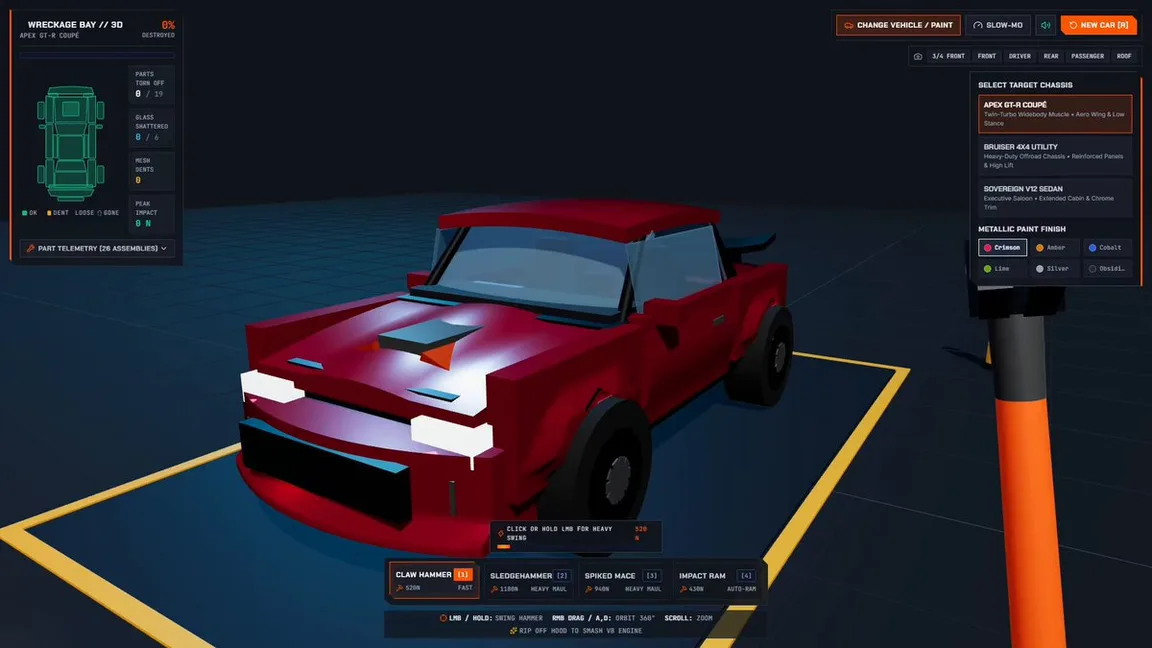 WRECKAGE BAY // 3D
0%
APEX GT-R COUPÉ
DESTROYED
PARTS
TORN OFF
0 / 19
GLASS
SHATTERED
0 / 6
MESH
DENTS
0
PEAK
IMPACT
0 N
OK
DENT
LOOSE
GONE
PART TELEMETRY (26 ASSEMBLIES)
CHANGE VEHICLE / PAINT
SLOW-MO
NEW CAR [R]
3/4 FRONT
FRONT
DRIVER
REAR
PASSENGER
ROOF
SELECT TARGET CHASSIS
APEX GT-R COUPÉ
Twin-Turbo Widebody Muscle • Aero Wing & Low
Stance
BRUISER 4X4 UTILITY
Heavy-Duty Offroad Chassis • Reinforced Panels
& High Lift
SOVEREIGN V12 SEDAN
Executive Saloon • Extended Cabin & Chrome
Trim
METALLIC PAINT FINISH
Crimson
Amber
Cobalt
Lime
Silver
Obsidi…
CLICK OR HOLD LMB FOR HEAVY
SWING
520
N
CLAW HAMMER [1]
520N
FAST
SLEDGEHAMMER [2]
1180N
HEAVY MAUL
SPIKED MACE [3]
940N
HEAVY MAUL
IMPACT RAM [4]
430N
AUTO-RAM
LMB / HOLD: SWING HAMMER RMB DRAG / A,D: ORBIT 360° SCROLL: ZOOM
RIP OFF HOOD TO SMASH V8 ENGINE